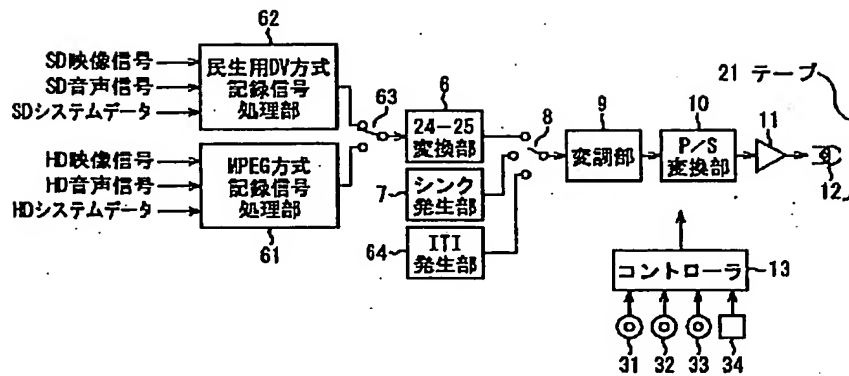 62
SD映像信号
SD音声信号
SDシステムデータ
民生用DV方式
記録信号
処理部
63
HD映像信号
HD音声信号
HDシステムデータ
MPEG方式
記録信号
処理部
61
6
24-25
変換部
7
シンク
発生部
64
ITI
発生部
8
9
変調部
10
P/S
変換部
11
21 テープ
12
コントローラ
13
31
32
33
34